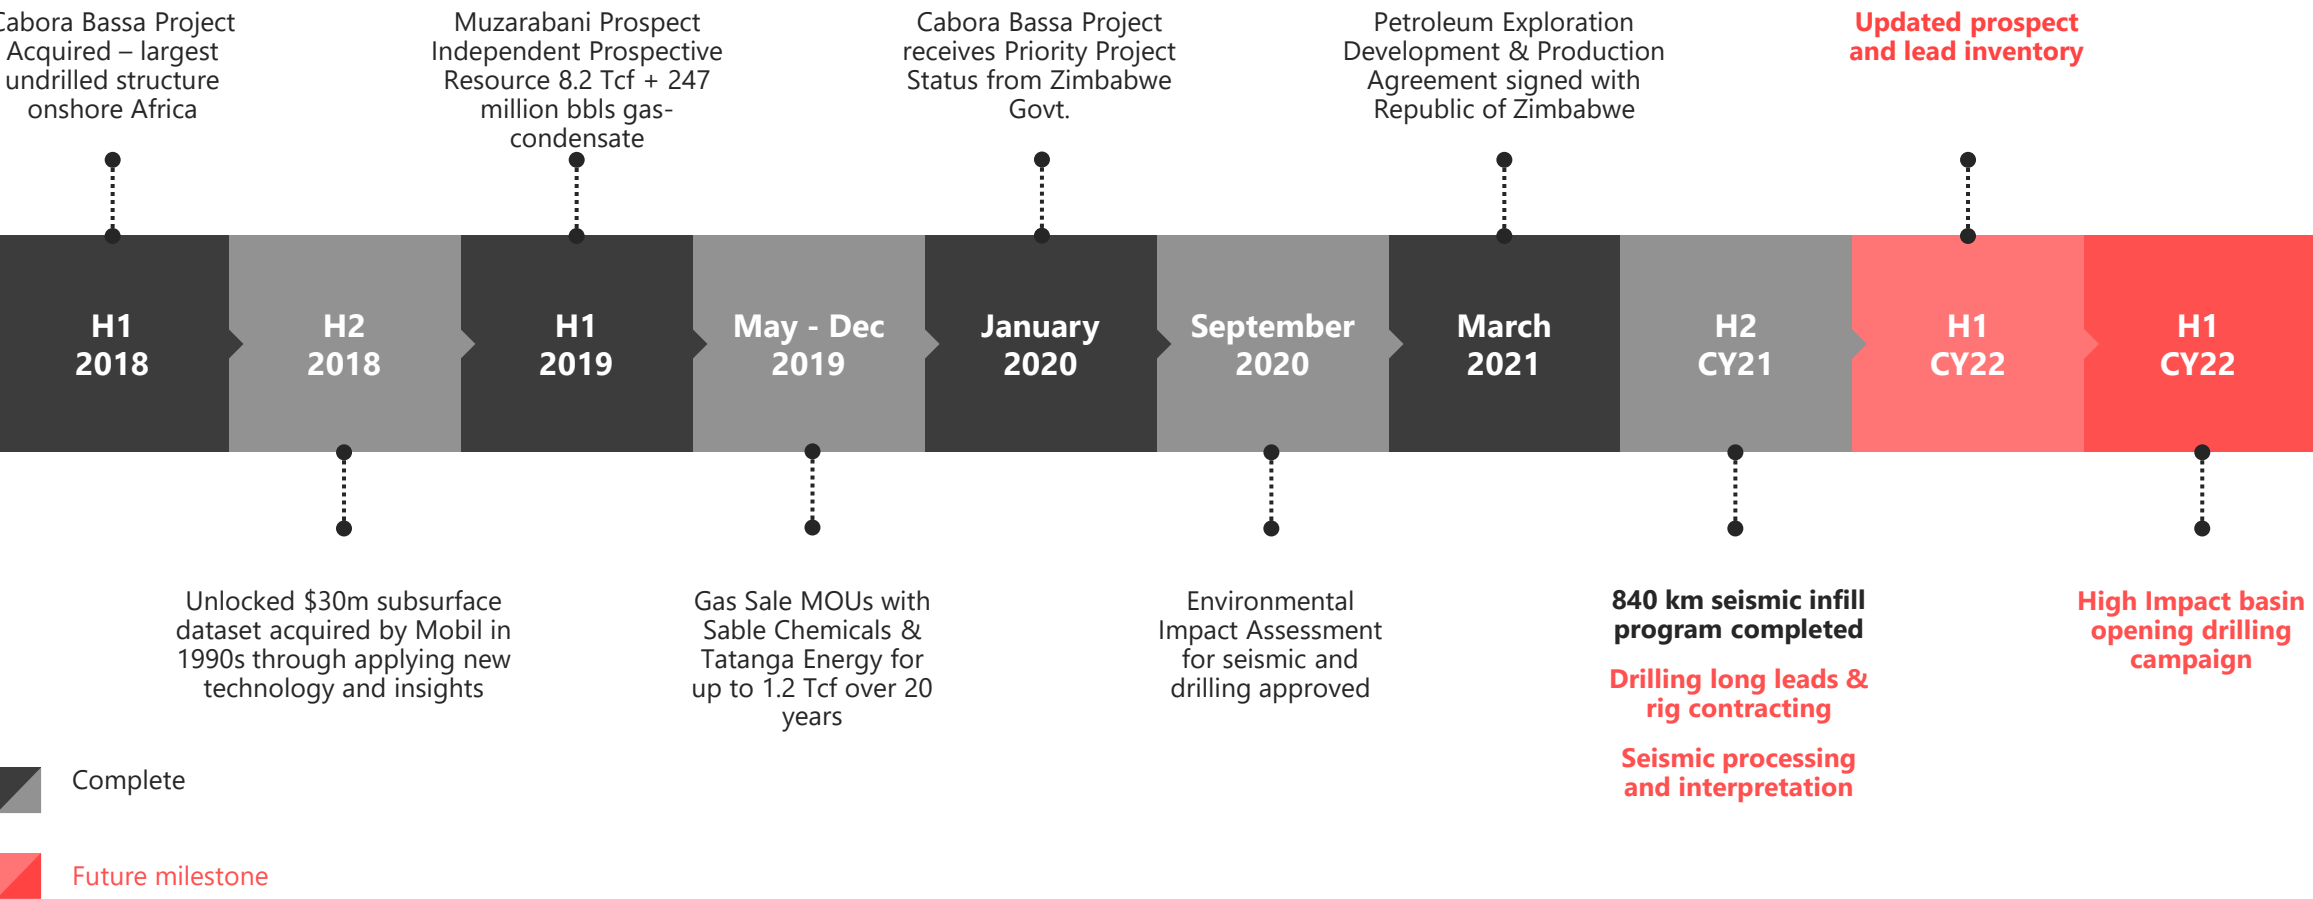 Cabora Bassa Project
Acquired – largest
undrilled structure
onshore Africa
Muzarabani Prospect
Independent Prospective
Resource 8.2 Tcf + 247
million bbls gas-
condensate
Cabora Bassa Project
receives Priority Project
Status from Zimbabwe
Govt.
Petroleum Exploration
Development & Production
Agreement signed with
Republic of Zimbabwe
Updated prospect
and lead inventory
H1
2018
H2
2018
H1
2019
May - Dec
2019
January
2020
September
2020
March
2021
H2
CY21
H1
CY22
H1
CY22
Unlocked $30m subsurface
dataset acquired by Mobil in
1990s through applying new
technology and insights
Gas Sale MOUs with
Sable Chemicals &
Tatanga Energy for
up to 1.2 Tcf over 20
years
Environmental
Impact Assessment
for seismic and
drilling approved
840 km seismic infill
program completed
Drilling long leads &
rig contracting
Seismic processing
and interpretation
High Impact basin
opening drilling
campaign
Complete
Future milestone